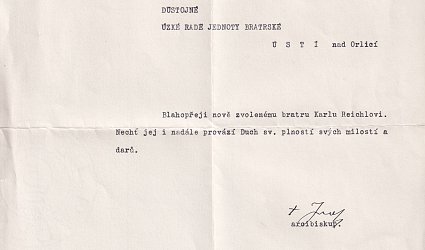 DŮSTOJNÉ
ÚZKÉ RADĚ JEDNOTY BRATRSKÉ
Ú S T Í nad Orlicí
Blahopřeji nově zvolenému bratru Karlu Reichlovi.
Nechť jej i nadále provází Duch sv. plností svých milostí a
darů.
arcibiskup.